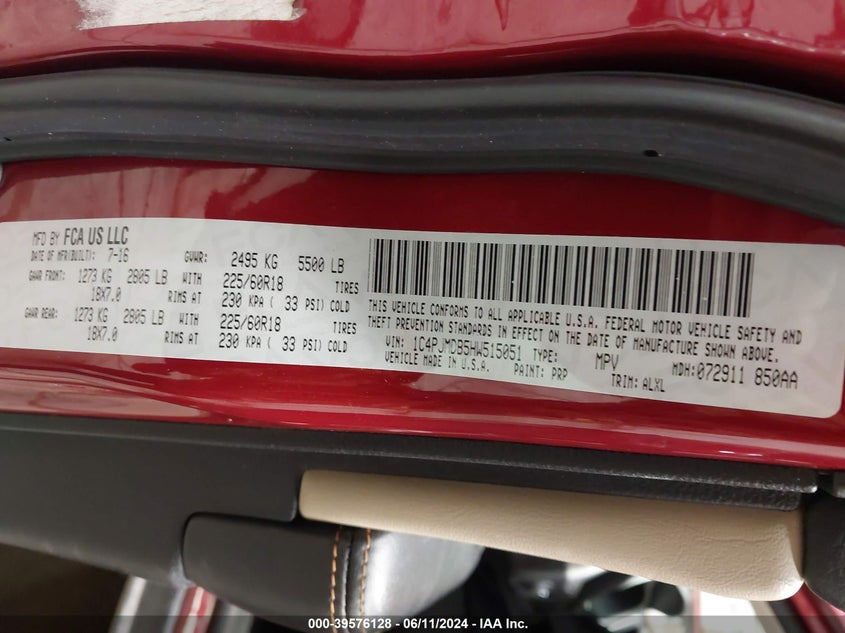 MFD BY FCA US LLC
DATE OF MFR(BUILT): 7-16 GVWR: 2495 KG 5500 LB
GAWR FRONT: 1273 KG 2805 LB WITH 225/60R18 TIRES
18X7.0 RIMS AT 230 KPA ( 33 PSI) COLD
GAWR REAR: 1273 KG 2805 LB WITH 225/60R18 TIRES
18X7.0 RIMS AT 230 KPA ( 33 PSI) COLD
THIS VEHICLE CONFORMS TO ALL APPLICABLE U.S.A. FEDERAL MOTOR VEHICLE SAFETY AND
THEFT PREVENTION STANDARDS IN EFFECT ON THE DATE OF MANUFACTURE SHOWN ABOVE.
VIN: 1C4PJMDB5HW515051 TYPE: MPV MDH:072911 850AA
VEHICLE MADE IN U.S.A. PAINT: PRP TRIM: ALXL
000-39576128 - 06/11/2024 - IAA Inc.